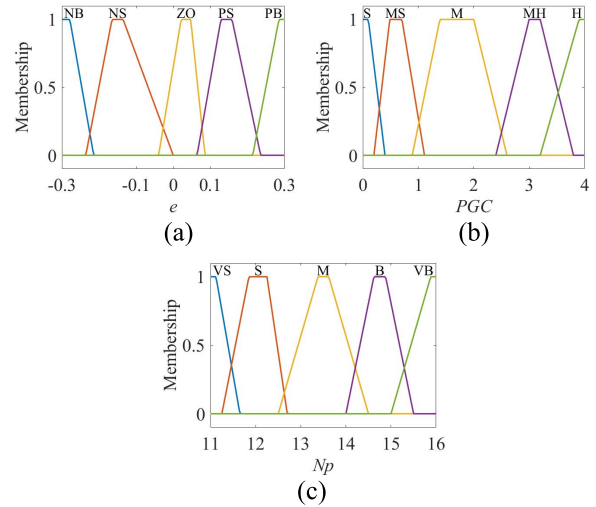 NB NS ZO PS PB
1
0.5
0
Membership
-0.3 -0.1 0 0.1 0.3
e
(a)
S MS M MH H
1
0.5
0
Membership
0 1 2 3 4
PGC
(b)
VS S M B VB
1
0.5
0
Membership
11 12 13 14 15 16
Np
(c)